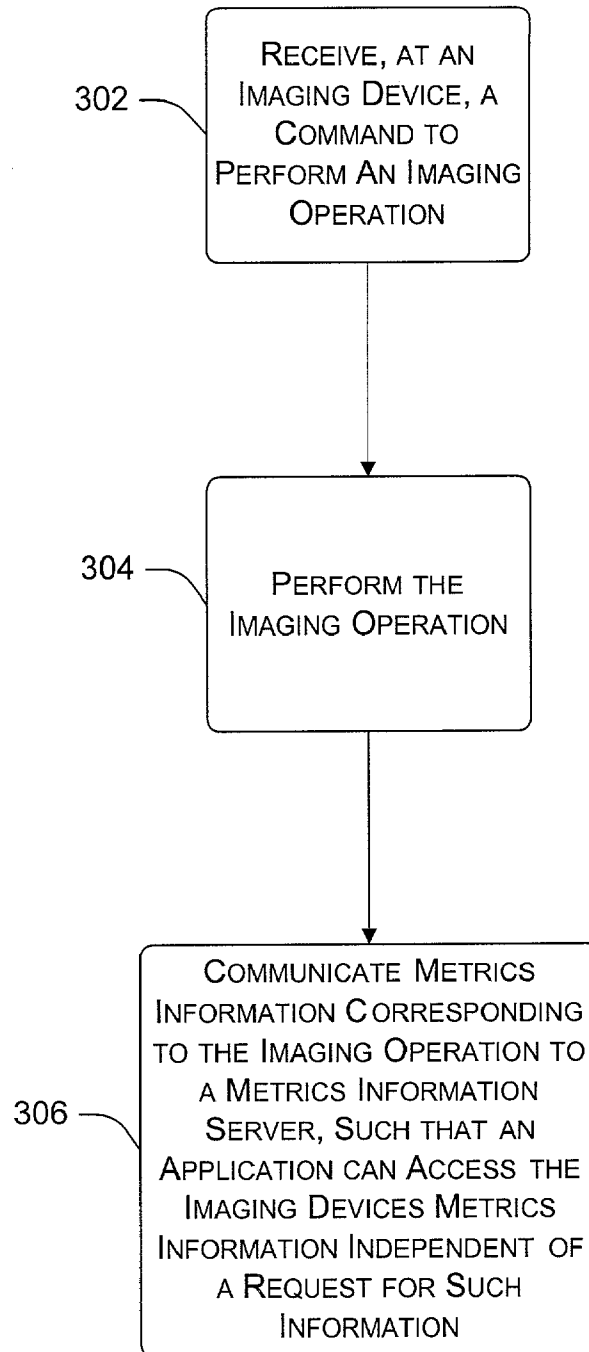 302
RECEIVE, AT AN
IMAGING DEVICE, A
COMMAND TO
PERFORM AN IMAGING
OPERATION
304
PERFORM THE
IMAGING OPERATION
306
COMMUNICATE METRICS
INFORMATION CORRESPONDING
TO THE IMAGING OPERATION TO
A METRICS INFORMATION
SERVER, SUCH THAT AN
APPLICATION CAN ACCESS THE
IMAGING DEVICES METRICS
INFORMATION INDEPENDENT OF
A REQUEST FOR SUCH
INFORMATION